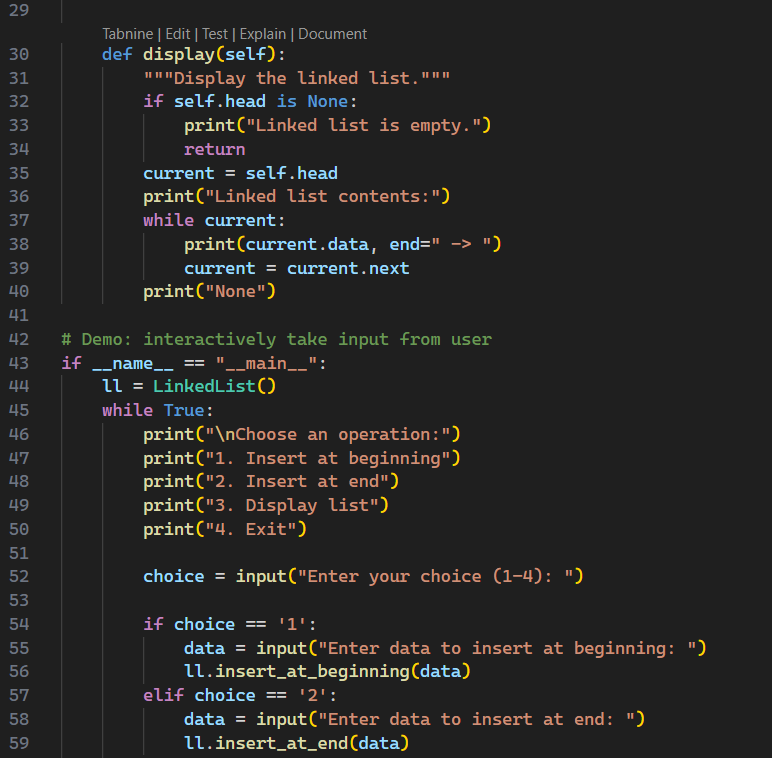 29
Tabnine | Edit | Test | Explain | Document
30     def display(self):
31         """Display the linked list."""
32         if self.head is None:
33             print("Linked list is empty.")
34             return
35         current = self.head
36         print("Linked list contents:")
37         while current:
38             print(current.data, end=" -> ")
39             current = current.next
40         print("None")
41
42 # Demo: interactively take input from user
43 if __name__ == "__main__":
44     ll = LinkedList()
45     while True:
46         print("\nChoose an operation:")
47         print("1. Insert at beginning")
48         print("2. Insert at end")
49         print("3. Display list")
50         print("4. Exit")
51
52         choice = input("Enter your choice (1-4): ")
53
54         if choice == '1':
55             data = input("Enter data to insert at beginning: ")
56             ll.insert_at_beginning(data)
57         elif choice == '2':
58             data = input("Enter data to insert at end: ")
59             ll.insert_at_end(data)